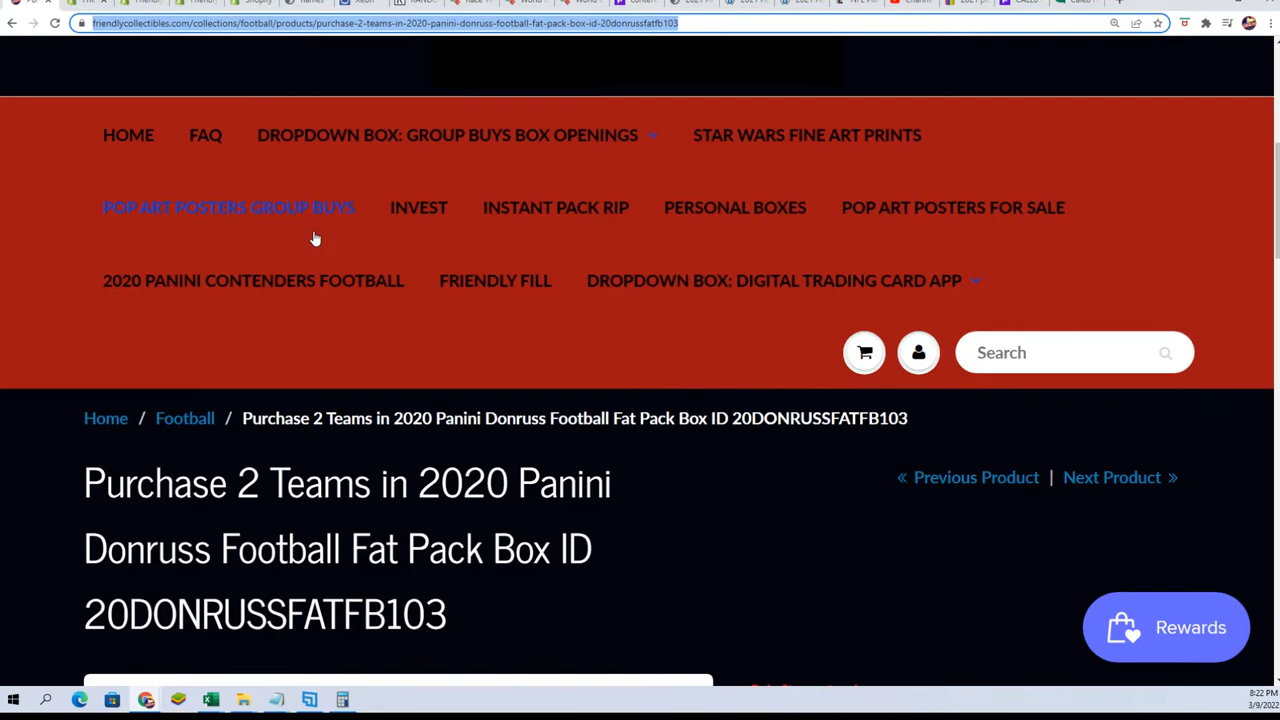 friendlycollectibles.com/collections/football/products/purchase-2-teams-in-2020-panini-donruss-football-fat-pack-box-id-20donrussfatfb103
HOME FAQ DROPDOWN BOX: GROUP BUYS BOX OPENINGS STAR WARS FINE ART PRINTS
POP ART POSTERS GROUP BUYS INVEST INSTANT PACK RIP PERSONAL BOXES POP ART POSTERS FOR SALE
2020 PANINI CONTENDERS FOOTBALL FRIENDLY FILL DROPDOWN BOX: DIGITAL TRADING CARD APP
Search
Home / Football / Purchase 2 Teams in 2020 Panini Donruss Football Fat Pack Box ID 20DONRUSSFATFB103
Purchase 2 Teams in 2020 Panini
Donruss Football Fat Pack Box ID
20DONRUSSFATFB103
« Previous Product | Next Product »
Rewards
8:22 PM
3/9/2022